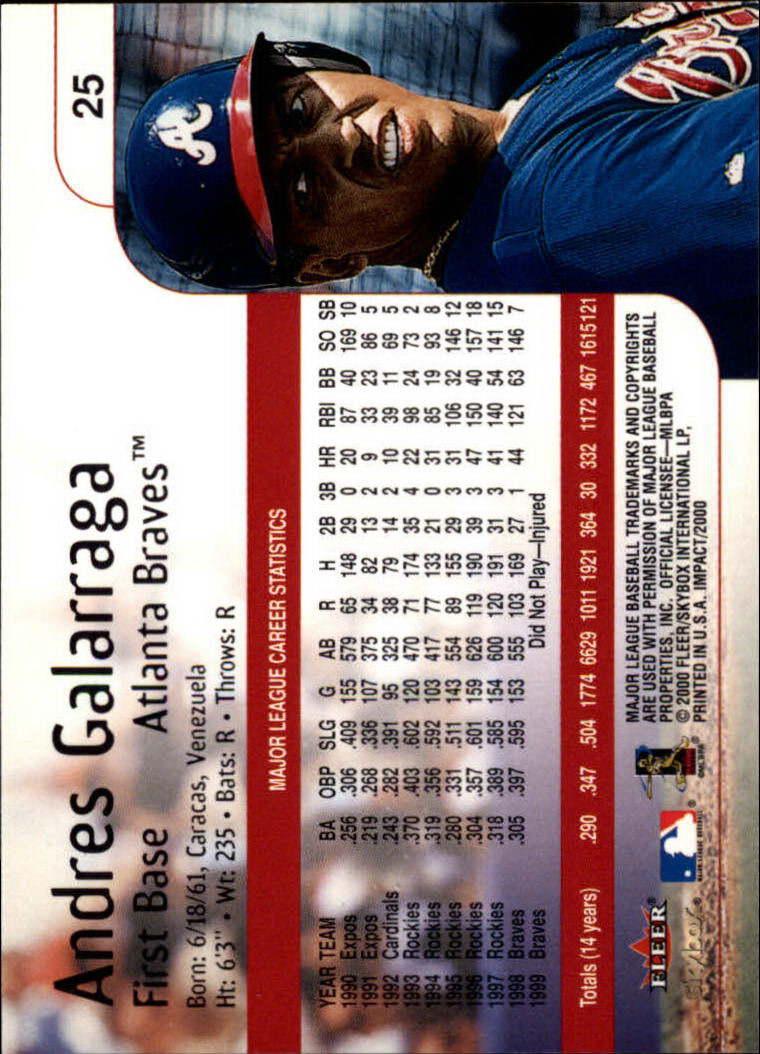 25
Andres Galarraga
First Base Atlanta Braves™
Born: 6/18/61, Caracas, Venezuela
Ht: 6'3" • Wt: 235 • Bats: R • Throws: R
MAJOR LEAGUE CAREER STATISTICS
YEAR TEAM BA OBP SLG G AB R H 2B 3B HR RBI BB SO SB
1990 Expos .256 .306 .409 155 579 65 148 29 0 20 87 40 169 10
1991 Expos .219 .268 .336 107 375 34 82 13 2 9 33 23 86 5
1992 Cardinals .243 .282 .391 95 325 38 79 14 2 10 39 11 69 5
1993 Rockies .370 .403 .602 120 470 71 174 35 4 22 98 24 73 2
1994 Rockies .319 .356 .592 103 417 77 133 21 0 31 85 19 93 8
1995 Rockies .280 .331 .511 143 554 89 155 29 3 31 106 32 146 12
1996 Rockies .304 .357 .601 159 626 119 190 39 3 47 150 40 157 18
1997 Rockies .318 .389 .585 154 600 120 191 31 3 41 140 54 141 15
1998 Braves .305 .397 .595 153 555 103 169 27 1 44 121 63 146 7
1999 Braves Did Not Play—Injured
Totals (14 years) .290 .347 .504 1774 6629 1011 1921 364 30 332 1172 467 1615 121
MAJOR LEAGUE BASEBALL TRADEMARKS AND COPYRIGHTS
ARE USED WITH PERMISSION OF MAJOR LEAGUE BASEBALL
PROPERTIES, INC. OFFICIAL LICENSEE—MLBPA
© 2000 FLEER/SKYBOX INTERNATIONAL LP.
PRINTED IN U.S.A. IMPACT/2000
FLEER®
skybox®
©MLBPA
A